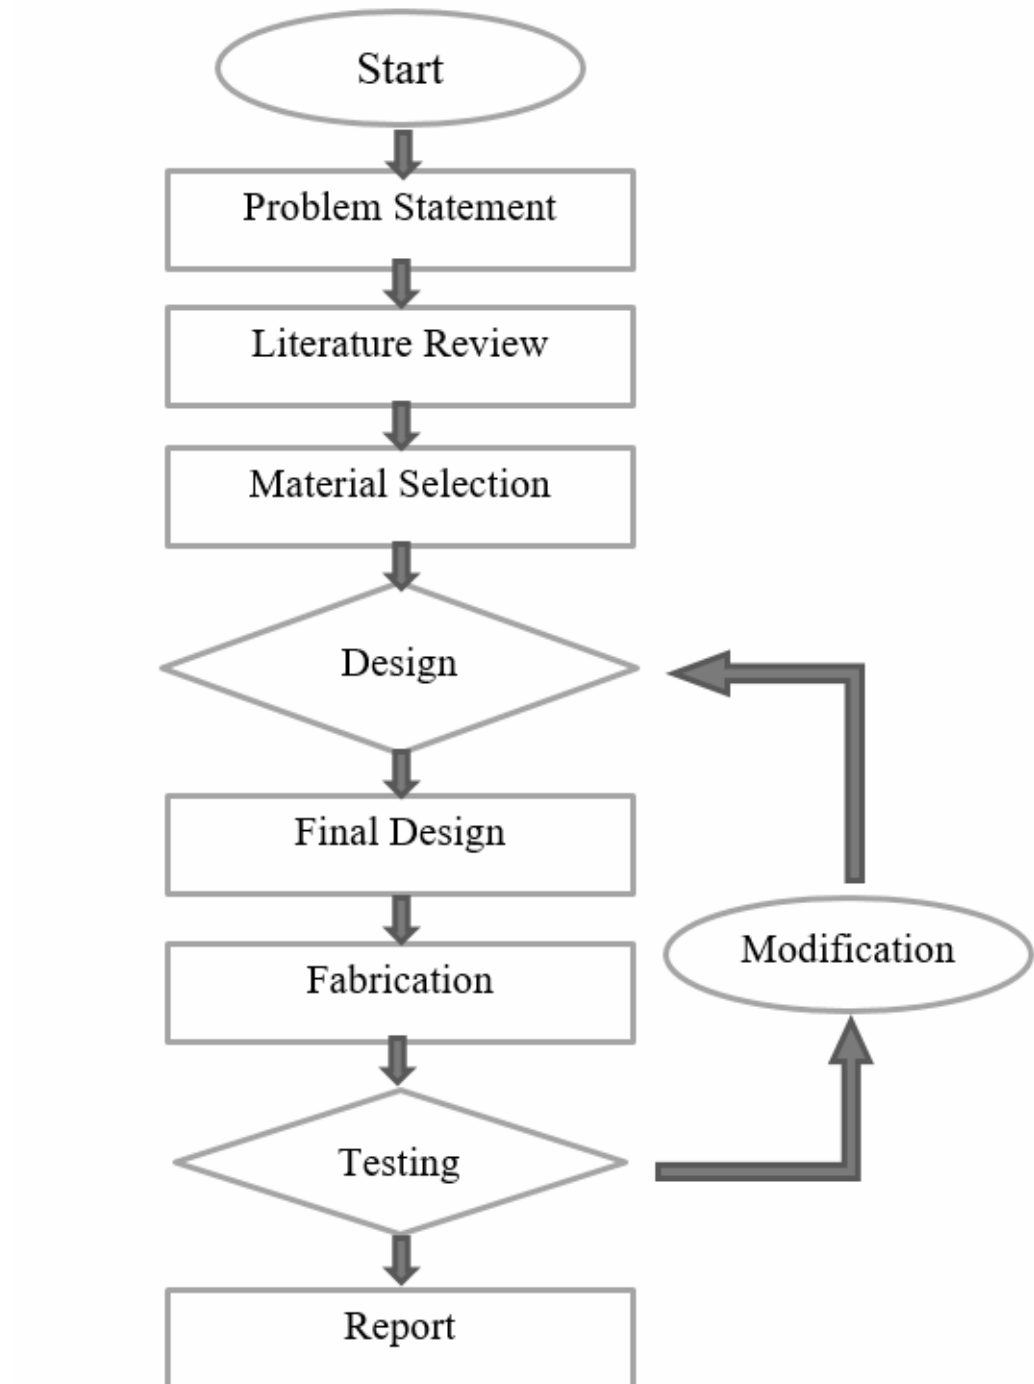 Start
Problem Statement
Literature Review
Material Selection
Design
Final Design
Fabrication
Modification
Testing
Report